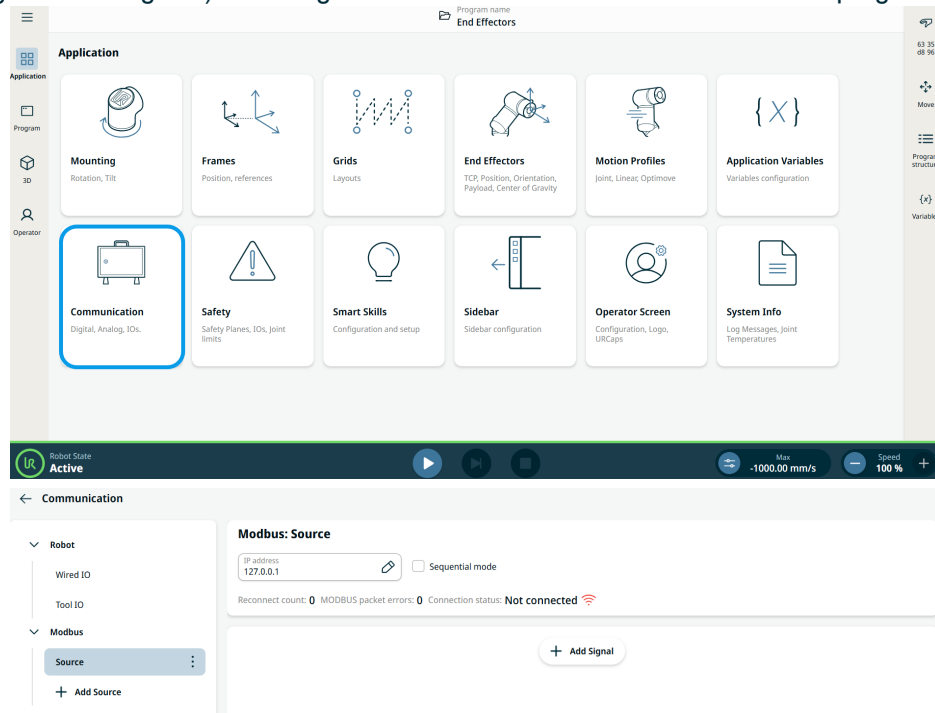 Program name
End Effectors
Application
63 35
d8 96
Application
Program
3D
Operator
Move
Program
structure
{x}
Variable
Mounting
Rotation, Tilt
Frames
Position, references
Grids
Layouts
End Effectors
TCP, Position, Orientation,
Payload, Center of Gravity
Motion Profiles
Joint, Linear, Optimove
Application Variables
Variables configuration
Communication
Digital, Analog, IOs.
Safety
Safety Planes, IOs, Joint
limits
Smart Skills
Configuration and setup
Sidebar
Sidebar configuration
Operator Screen
Configuration, Logo,
URCaps
System Info
Log Messages, Joint
Temperatures
UR
Robot State
Active
Max
-1000.00 mm/s
Speed
100 %
Communication
Robot
Wired IO
Tool IO
Modbus
Source
+ Add Source
Modbus: Source
IP address
127.0.0.1
Sequential mode
Reconnect count: 0 MODBUS packet errors: 0 Connection status: Not connected
+ Add Signal